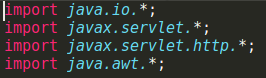 import java.io.*;
import javax.servlet.*;
import javax.servlet.http.*;
import java.awt.*;